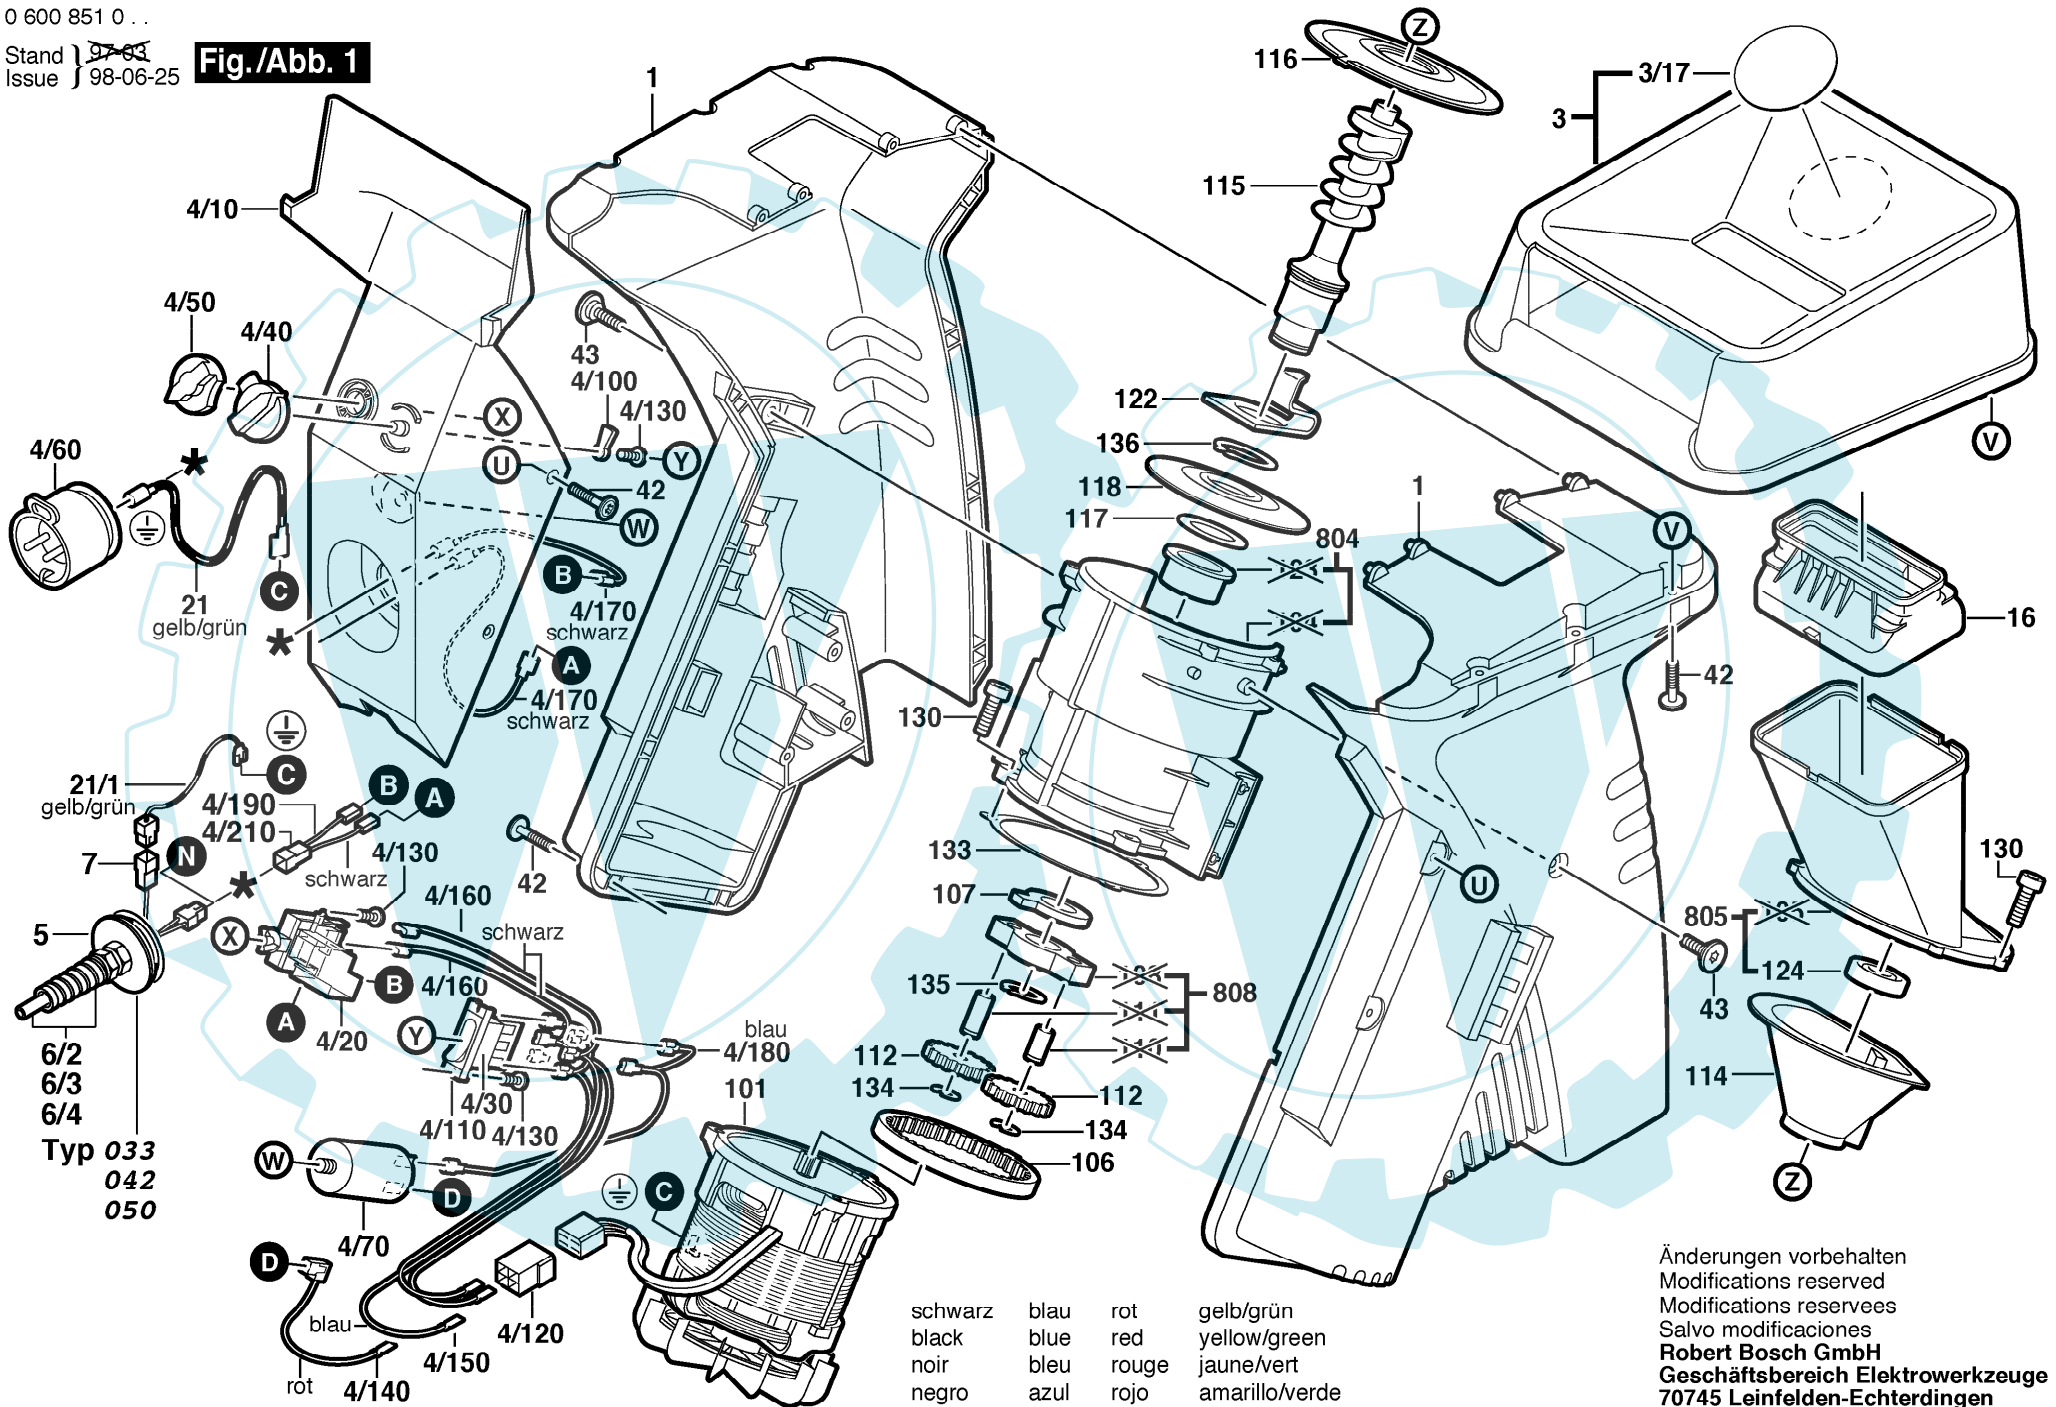 0 600 851 0 . .
Stand 97-03
Issue 98-06-25
Fig./Abb. 1
1
116
Z
3/17
3
115
4/10
4/50
4/40
43
4/100
4/130
X
Y
U
42
W
122
136
118
117
804
1
V
V
4/60
*
C
21
gelb/grün
*
B
4/170
schwarz
A
4/170
schwarz
16
42
130
C
21/1
gelb/grün
4/190
4/210
B
A
N
7
*
schwarz
4/130
42
133
107
130
5
X
4/160
schwarz
4/160
B
A
4/20
U
805
124
43
135
808
6/2
6/3
6/4
Typ 033
042
050
Y
blau
4/180
112
134
112
134
106
114
Z
101
4/30
4/110
4/130
W
D
4/70
C
D
blau
rot
4/140
4/150
4/120
schwarz blau rot gelb/grün
black blue red yellow/green
noir bleu rouge jaune/vert
negro azul rojo amarillo/verde
Änderungen vorbehalten
Modifications reserved
Modifications reservees
Salvo modificaciones
Robert Bosch GmbH
Geschäftsbereich Elektrowerkzeuge
70745 Leinfelden-Echterdingen